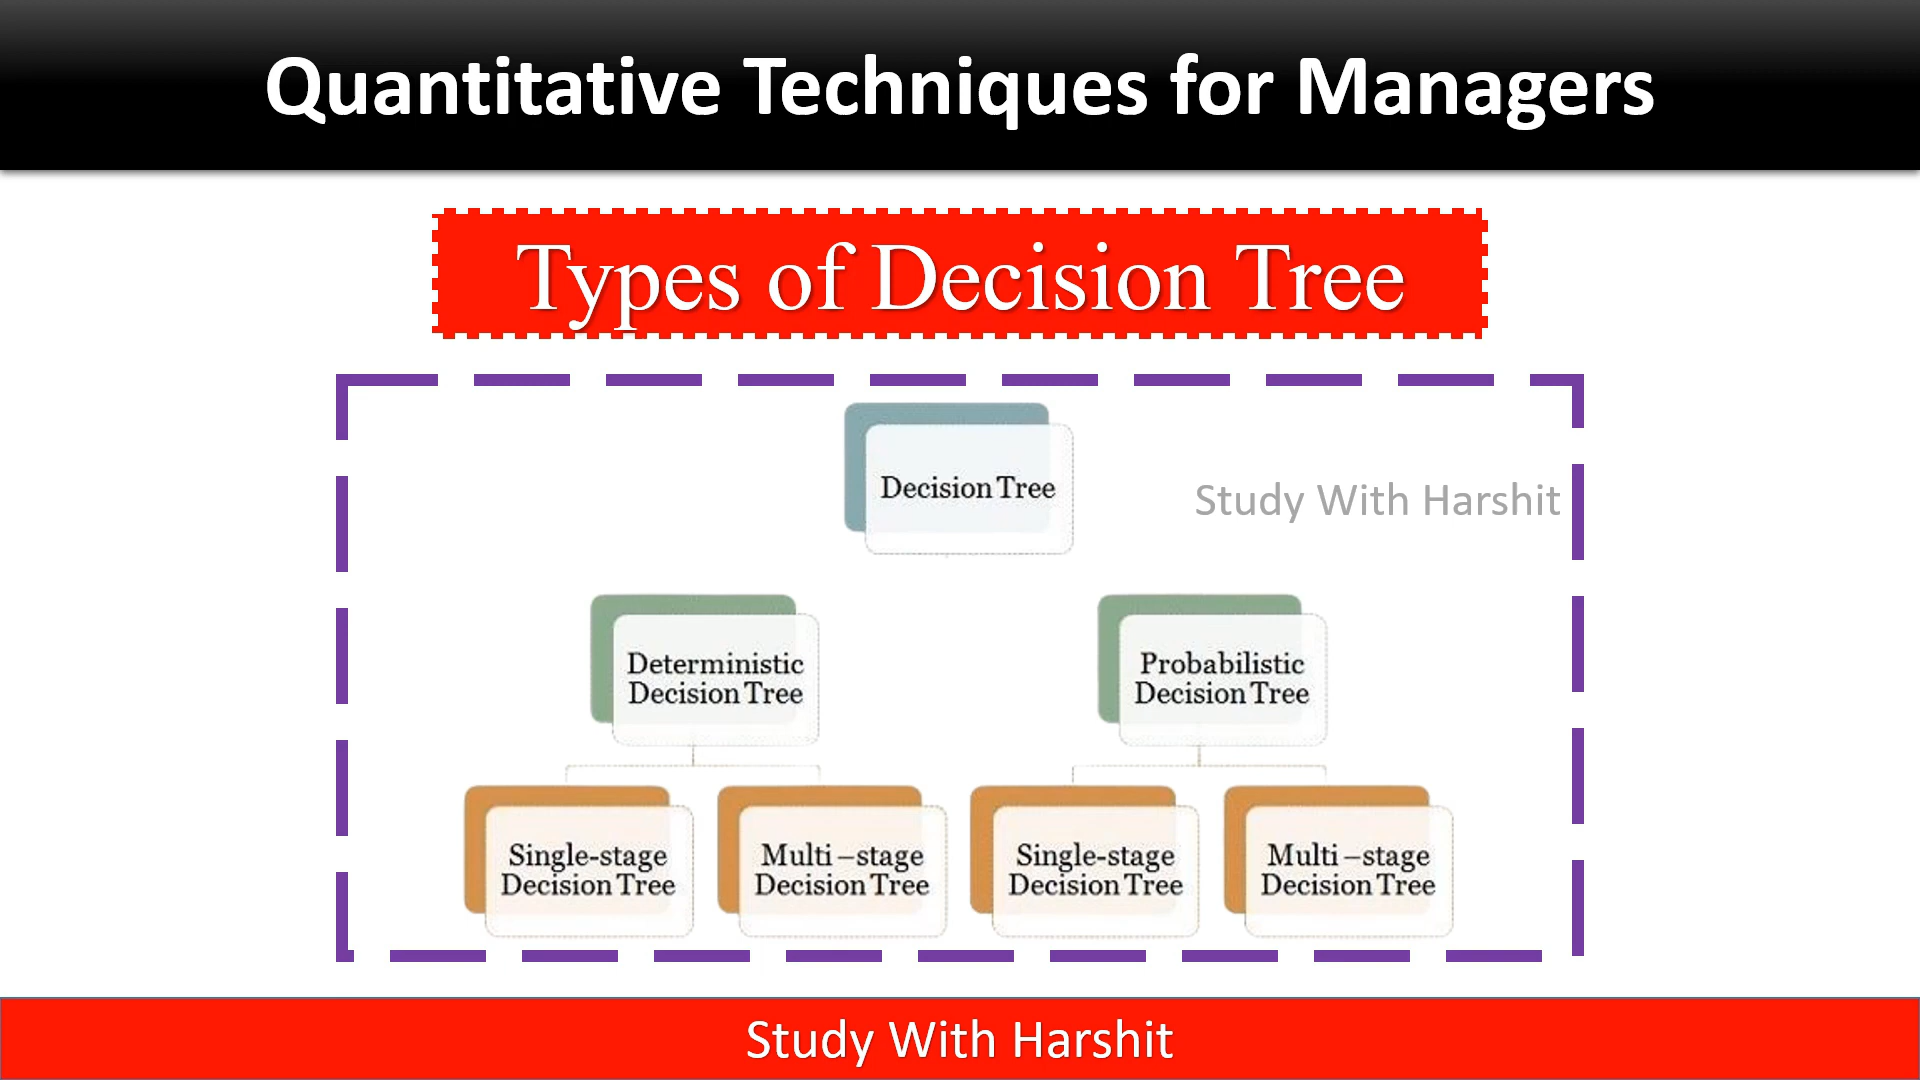 Quantitative Techniques for Managers
Types of Decision Tree
Decision Tree
Study With Harshit
Deterministic
Decision Tree
Probabilistic
Decision Tree
Single-stage
Decision Tree
Multi –stage
Decision Tree
Single-stage
Decision Tree
Multi –stage
Decision Tree
Study With Harshit